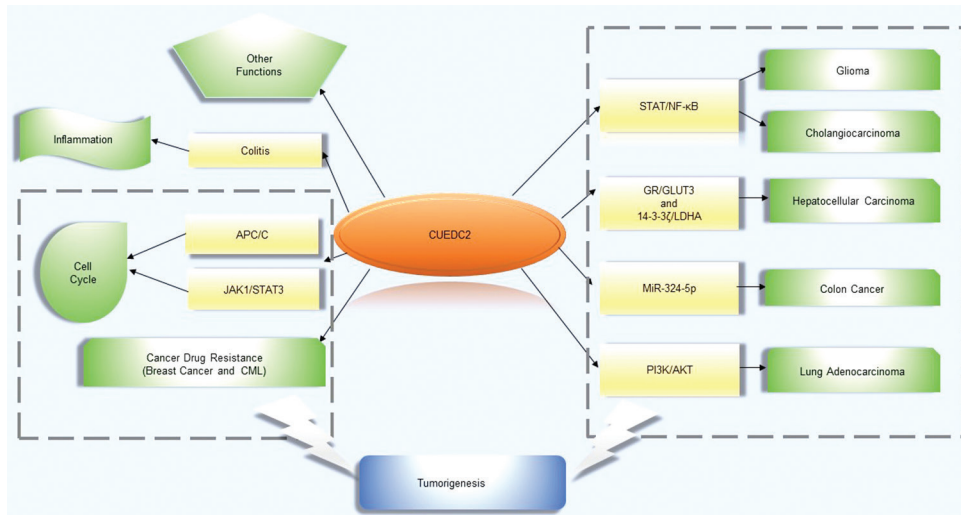 Other
Functions
Inflammation
Colitis
APC/C
Cell
Cycle
JAK1/STAT3
Cancer Drug Resistance
(Breast Cancer and CML)
CUEDC2
STAT/NF-κB
Glioma
Cholangiocarcinoma
GR/GLUT3
and
14-3-3ζ/LDHA
Hepatocellular Carcinoma
MiR-324-5p
Colon Cancer
PI3K/AKT
Lung Adenocarcinoma
Tumorigenesis